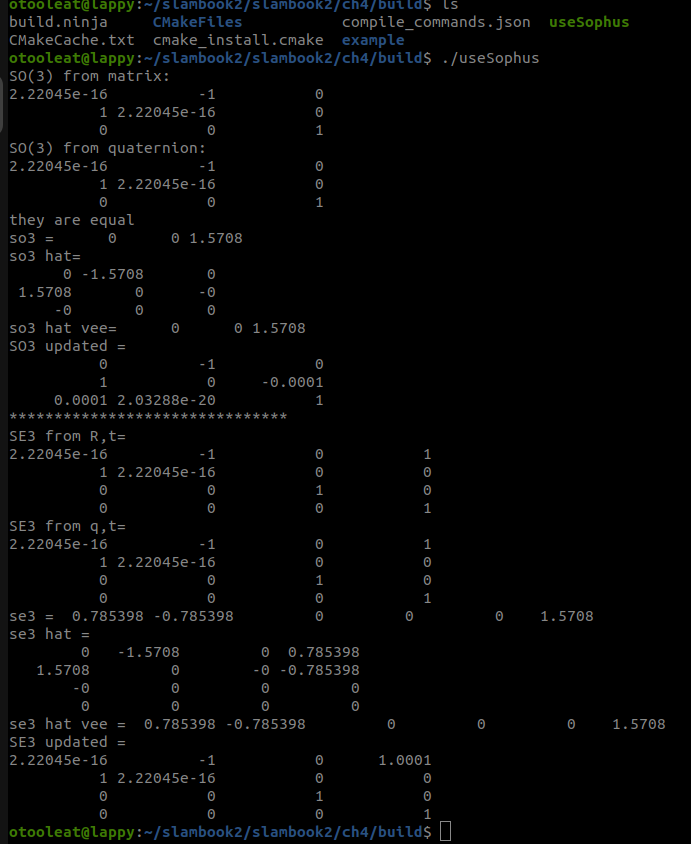 otooleat@lappy:~/slambook2/slambook2/ch4/build$ ls
build.ninja CMakeFiles compile_commands.json useSophus
CMakeCache.txt cmake_install.cmake example
otooleat@lappy:~/slambook2/slambook2/ch4/build$ ./useSophus
SO(3) from matrix:
2.22045e-16 -1 0
1 2.22045e-16 0
0 0 1
SO(3) from quaternion:
2.22045e-16 -1 0
1 2.22045e-16 0
0 0 1
they are equal
so3 = 0 0 1.5708
so3 hat=
0 -1.5708 0
1.5708 0 -0
-0 0 0
so3 hat vee= 0 0 1.5708
SO3 updated =
0 -1 0
1 0 -0.0001
0.0001 2.03288e-20 1
*******************************
SE3 from R,t=
2.22045e-16 -1 0 1
1 2.22045e-16 0 0
0 0 1 0
0 0 0 1
SE3 from q,t=
2.22045e-16 -1 0 1
1 2.22045e-16 0 0
0 0 1 0
0 0 0 1
se3 = 0.785398 -0.785398 0 0 0 1.5708
se3 hat =
0 -1.5708 0 0.785398
1.5708 0 -0 -0.785398
-0 0 0 0
0 0 0 0
se3 hat vee = 0.785398 -0.785398 0 0 0 1.5708
SE3 updated =
2.22045e-16 -1 0 1.0001
1 2.22045e-16 0 0
0 0 1 0
0 0 0 1
otooleat@lappy:~/slambook2/slambook2/ch4/build$